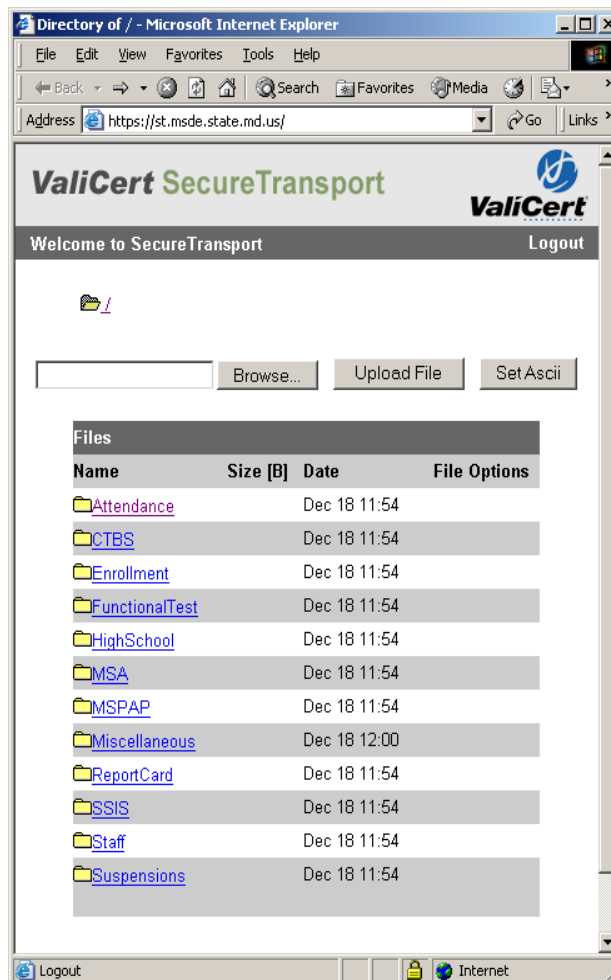 Directory of / - Microsoft Internet Explorer
File Edit View Favorites Tools Help
Back Search Favorites Media
Address https://st.msde.state.md.us/ Go Links
ValiCert SecureTransport
ValiCert
Welcome to SecureTransport Logout
/
Browse... Upload File Set Ascii
Files
Name Size [B] Date File Options
Attendance Dec 18 11:54
CTBS Dec 18 11:54
Enrollment Dec 18 11:54
FunctionalTest Dec 18 11:54
HighSchool Dec 18 11:54
MSA Dec 18 11:54
MSPAP Dec 18 11:54
Miscellaneous Dec 18 12:00
ReportCard Dec 18 11:54
SSIS Dec 18 11:54
Staff Dec 18 11:54
Suspensions Dec 18 11:54
Logout Internet